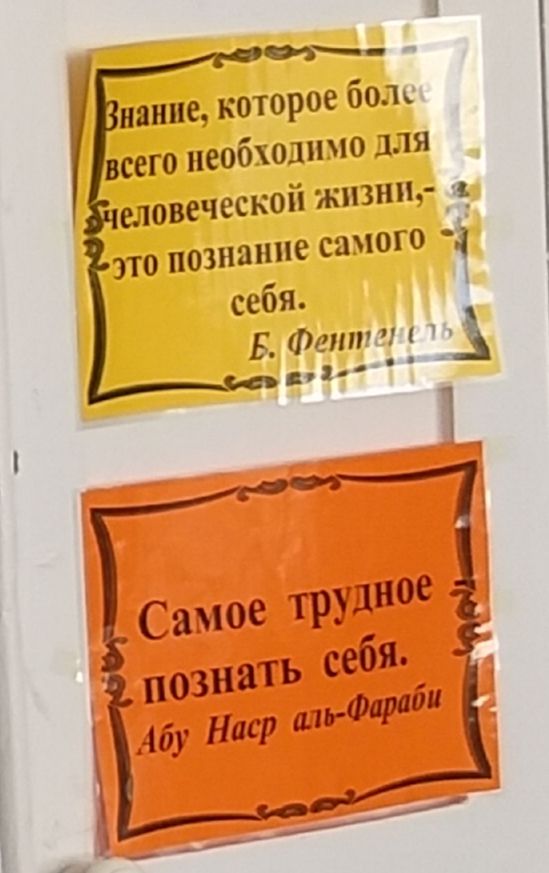 Знание, которое более
всего необходимо для
человеческой жизни,-
это познание самого
себя.
Б. Фентенель
Самое трудное
познать себя.
Абу Наср аль-Фараби